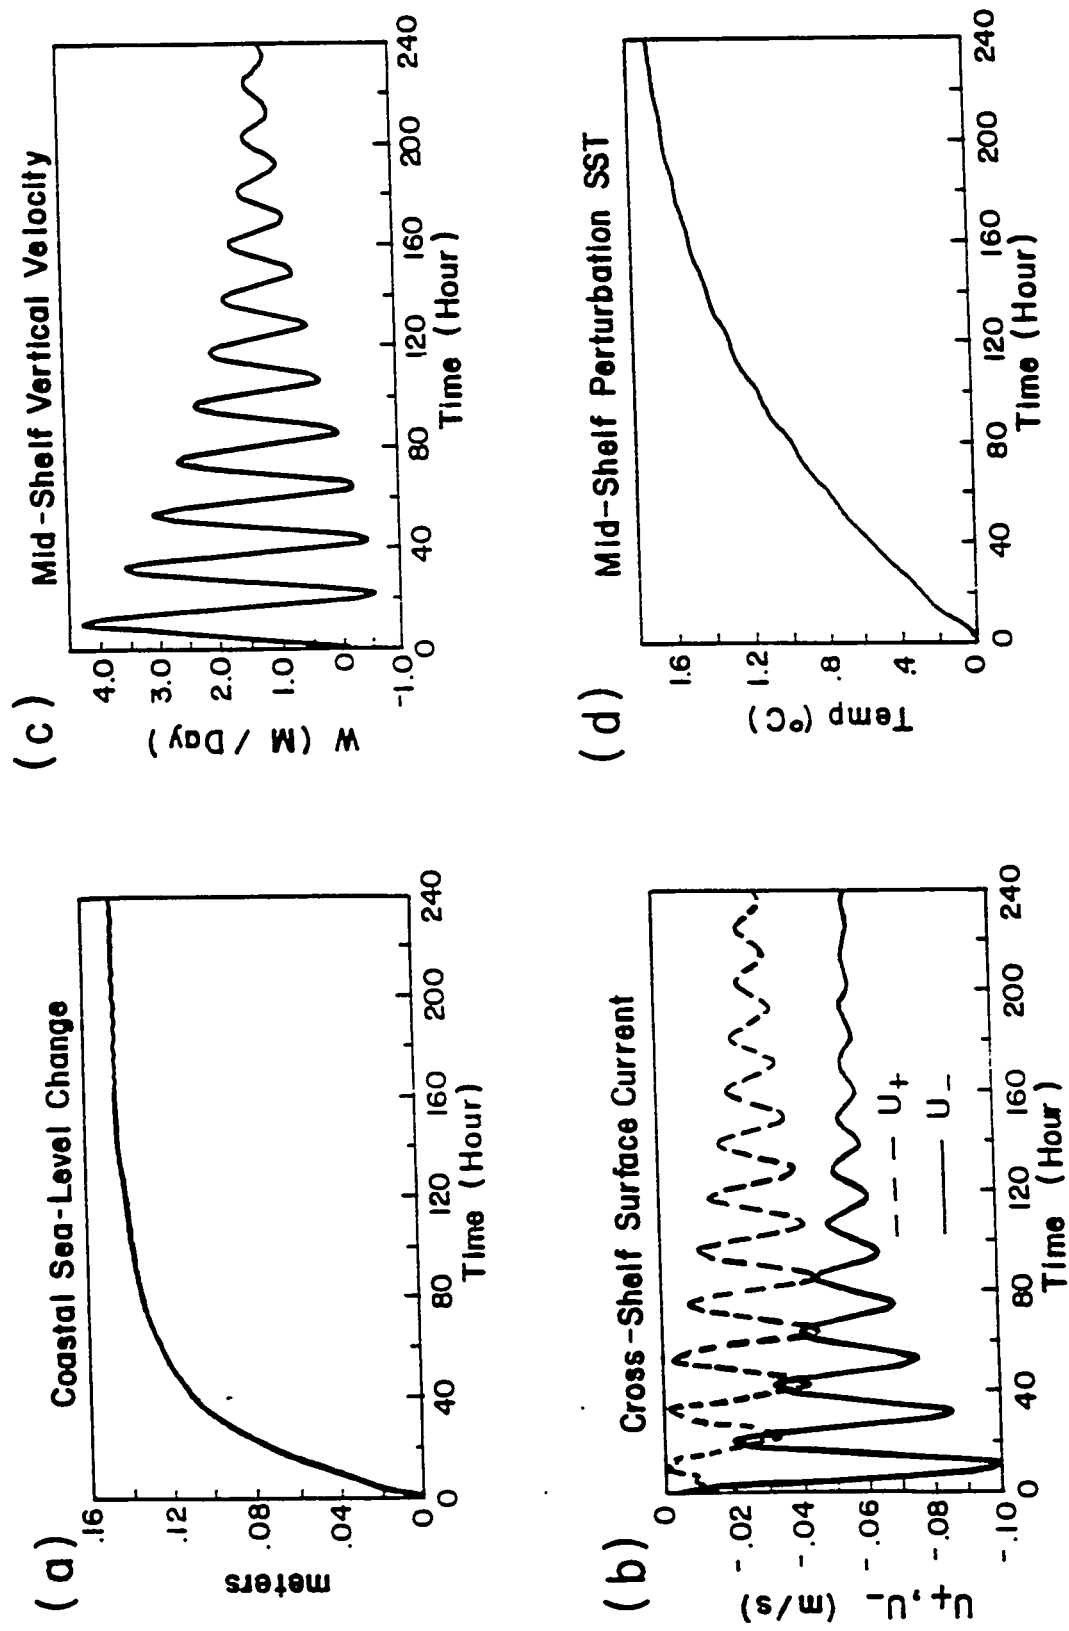 (a)
Coastal Sea-Level Change
.16
.12
.08
.04
0
meters
0 40 80 120 160 200 240
Time (Hour)
(b)
Cross-Shelf Surface Current
0
-.02
-.04
-.06
-.08
-.10
U+,U- (m/s)
U+
U-
0 40 80 120 160 200 240
Time (Hour)
(c)
Mid-Shelf Vertical Velocity
4.0
3.0
2.0
1.0
0
-1.0
W (M/Day)
0 40 80 120 160 200 240
Time (Hour)
(d)
Mid-Shelf Perturbation SST
1.6
1.2
.8
.4
0
Temp (°C)
0 40 80 120 160 200 240
Time (Hour)